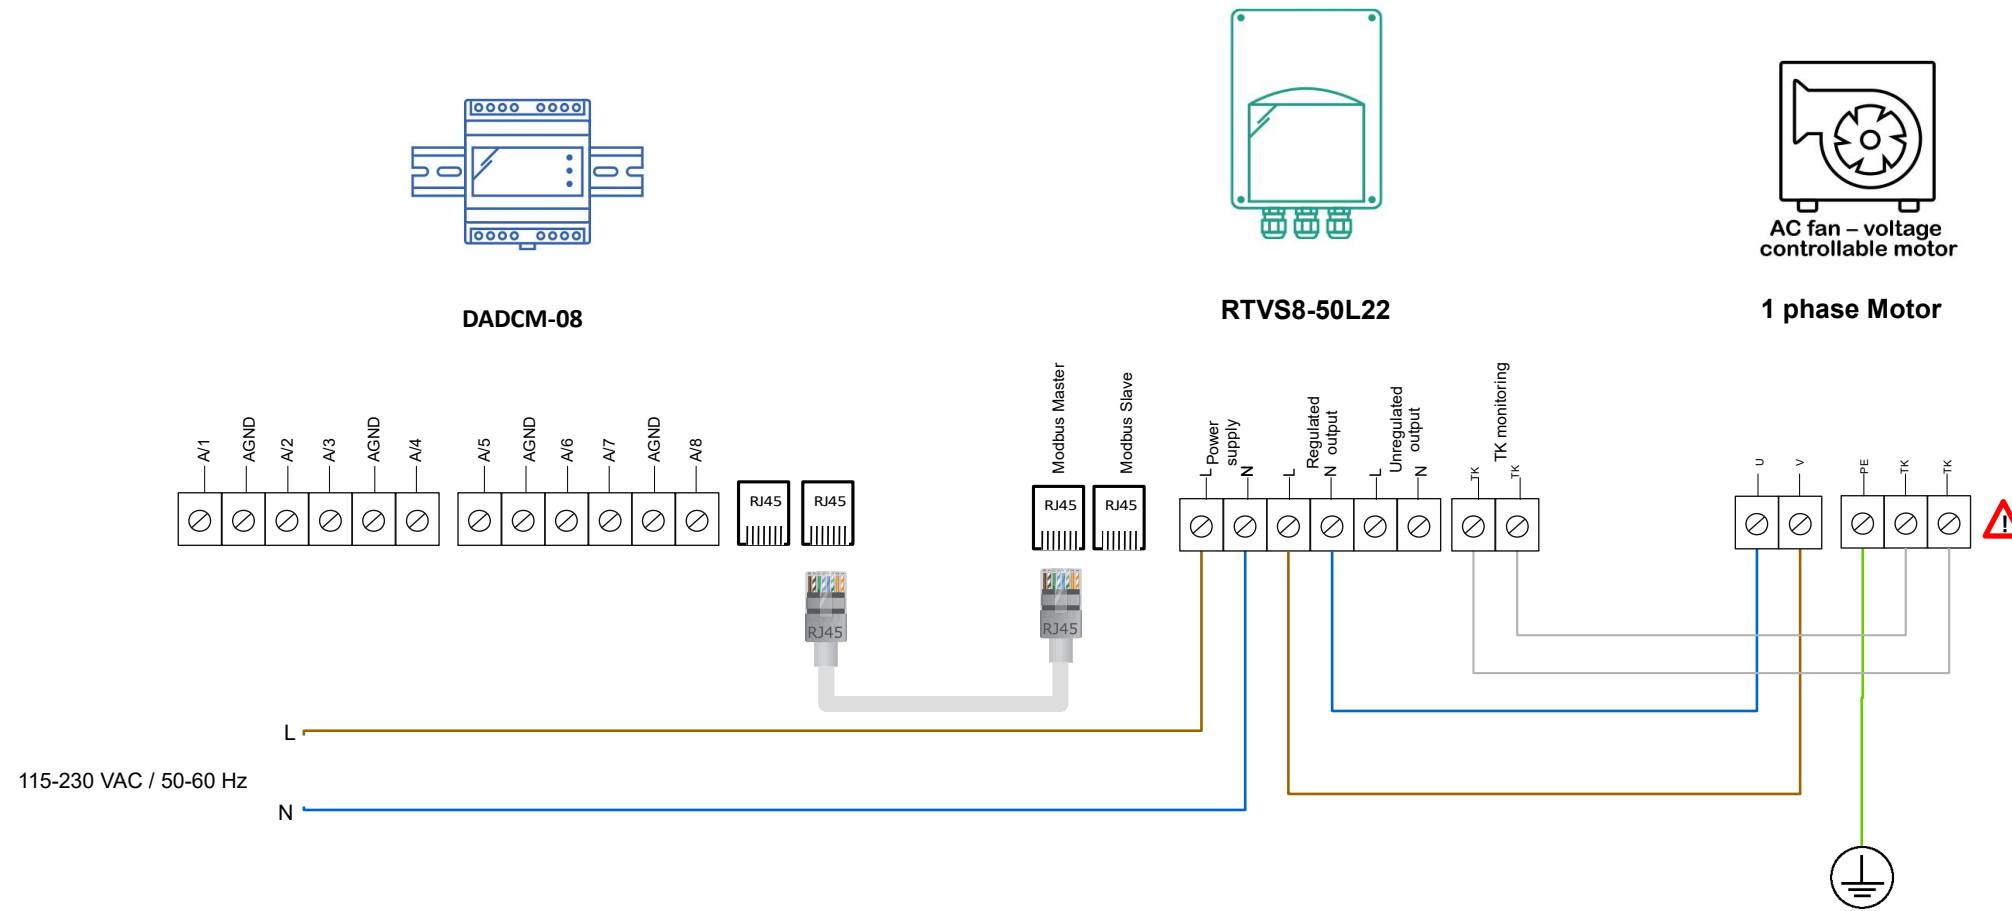 AC fan – voltage
controllable motor
DADCM-08
RTVS8-50L22
1 phase Motor
A/1
AGND
A/2
A/3
AGND
A/4
A/5
AGND
A/6
A/7
AGND
A/8
RJ45
RJ45
Modbus Master
Modbus Slave
RJ45
RJ45
Power
supply
L
N
Regulated
output
L
N
Unregulated
output
L
N
TK monitoring
TK
TK
U
V
PE
TK
TK
!
RJ45
RJ45
L
115-230 VAC / 50-60 Hz
N